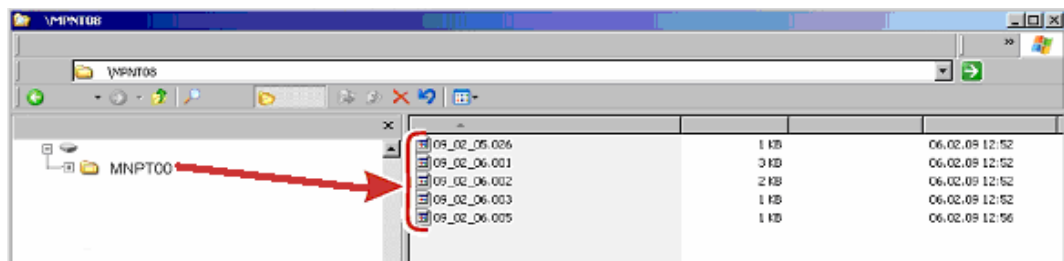 \MPNT08
»
\MPNT08
MNPT00
09_02_05.026 1 KB 06.02.09 12:52
09_02_06.001 3 KB 06.02.09 12:52
09_02_06.002 2 KB 06.02.09 12:52
09_02_06.003 1 KB 06.02.09 12:52
09_02_06.005 1 KB 06.02.09 12:56